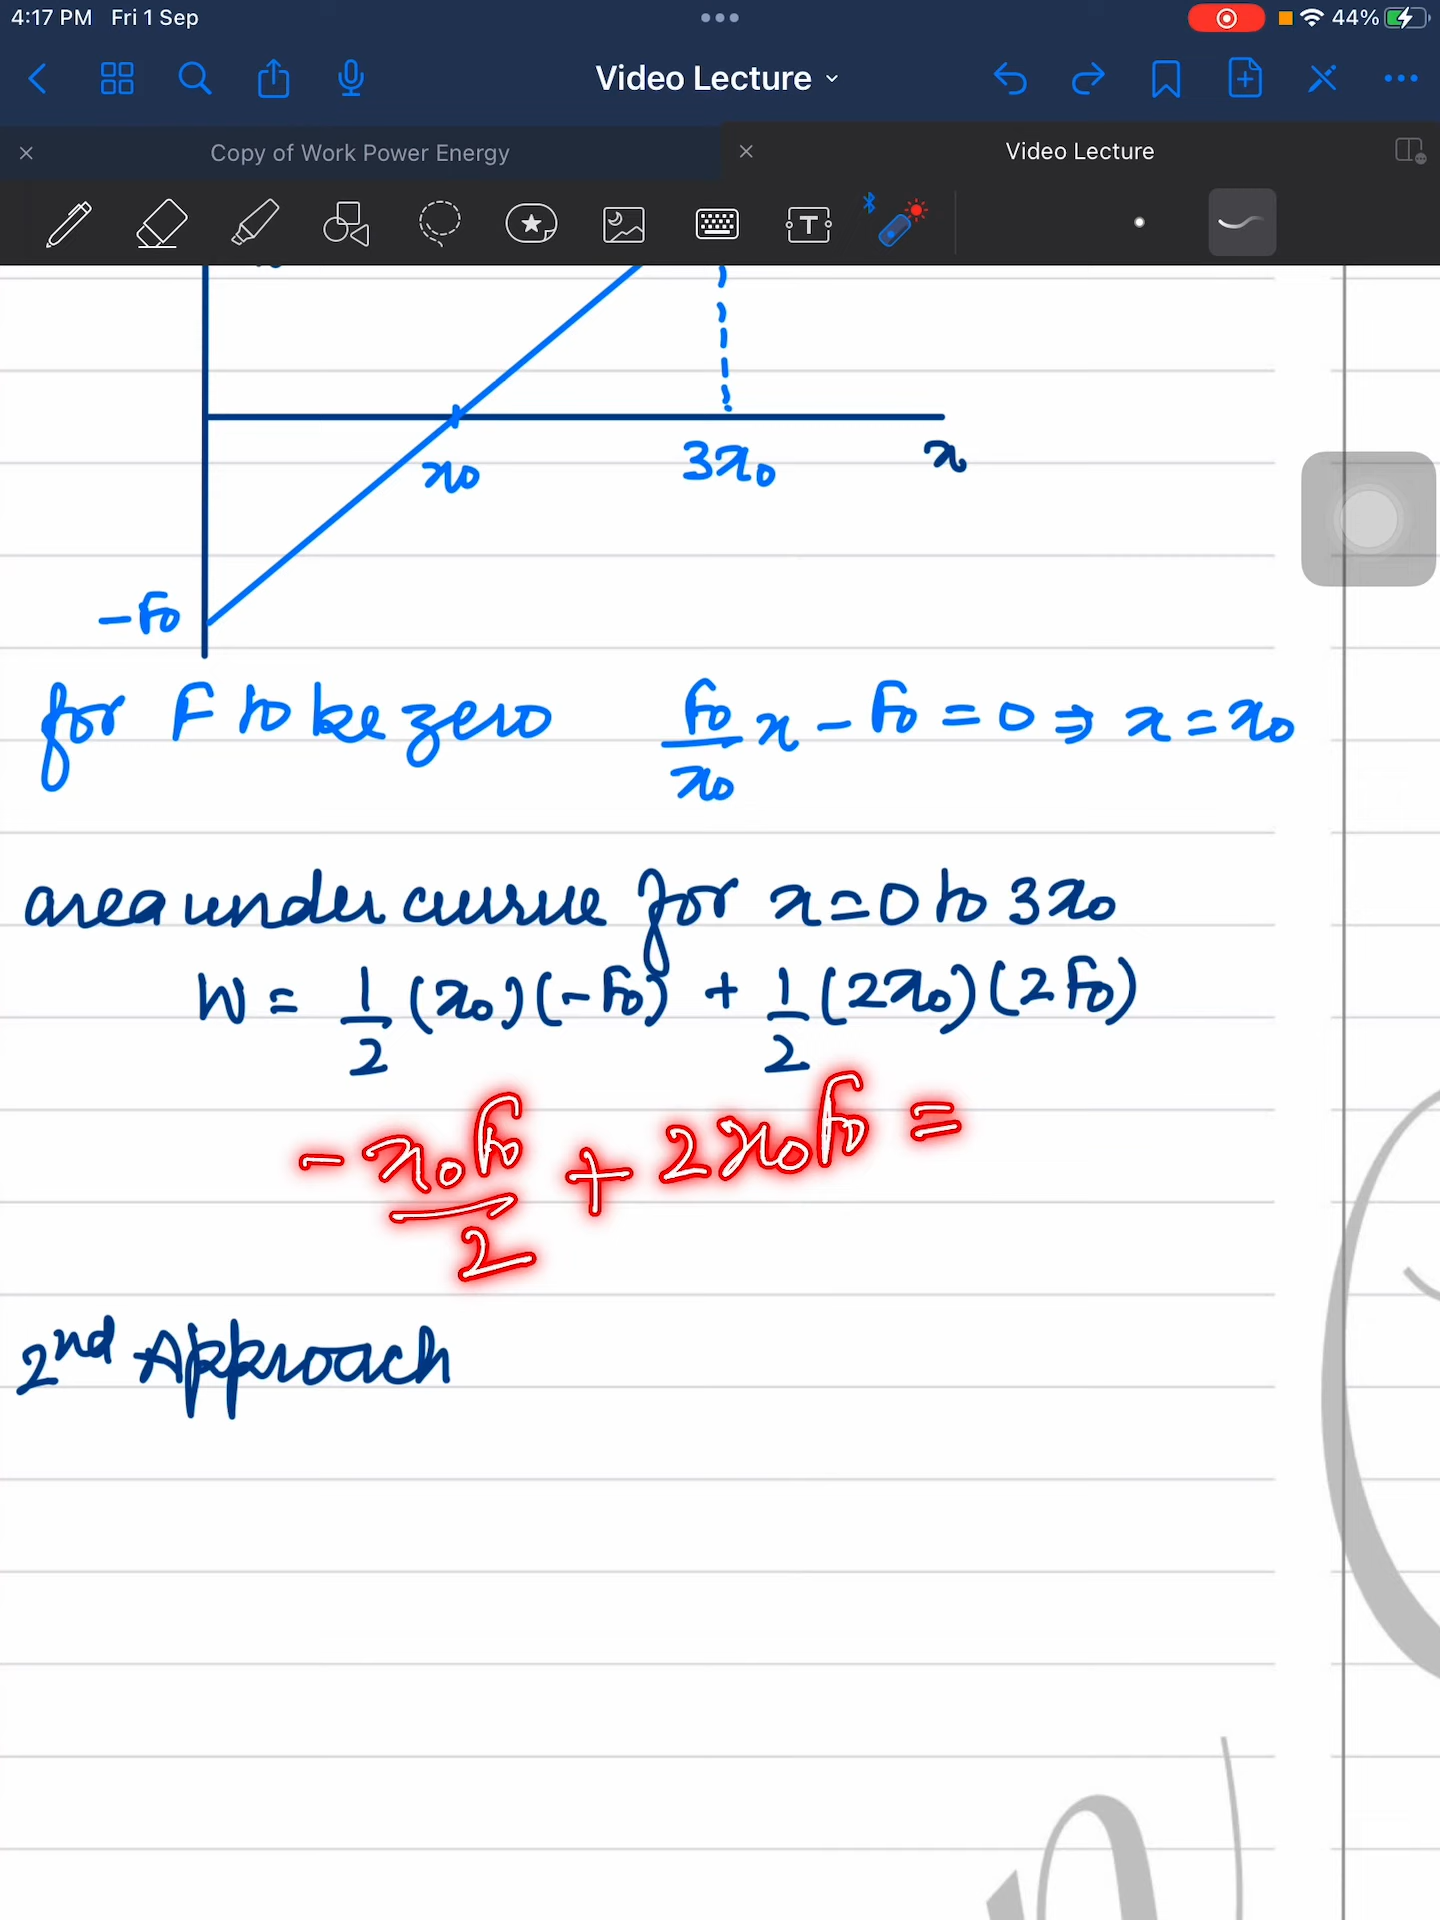 4:17 PM Fri 1 Sep 44%
Video Lecture
Copy of Work Power Energy Video Lecture
T
x₀ 3x₀ x
-F₀
for F to be zero F₀/x₀ x - F₀ = 0 ⇒ x = x₀
area under curve for x = 0 to 3x₀
W = 1/2 (x₀)(-F₀) + 1/2 (2x₀)(2F₀)
-x₀F₀/2 + 2x₀F₀ =
2nd Approach